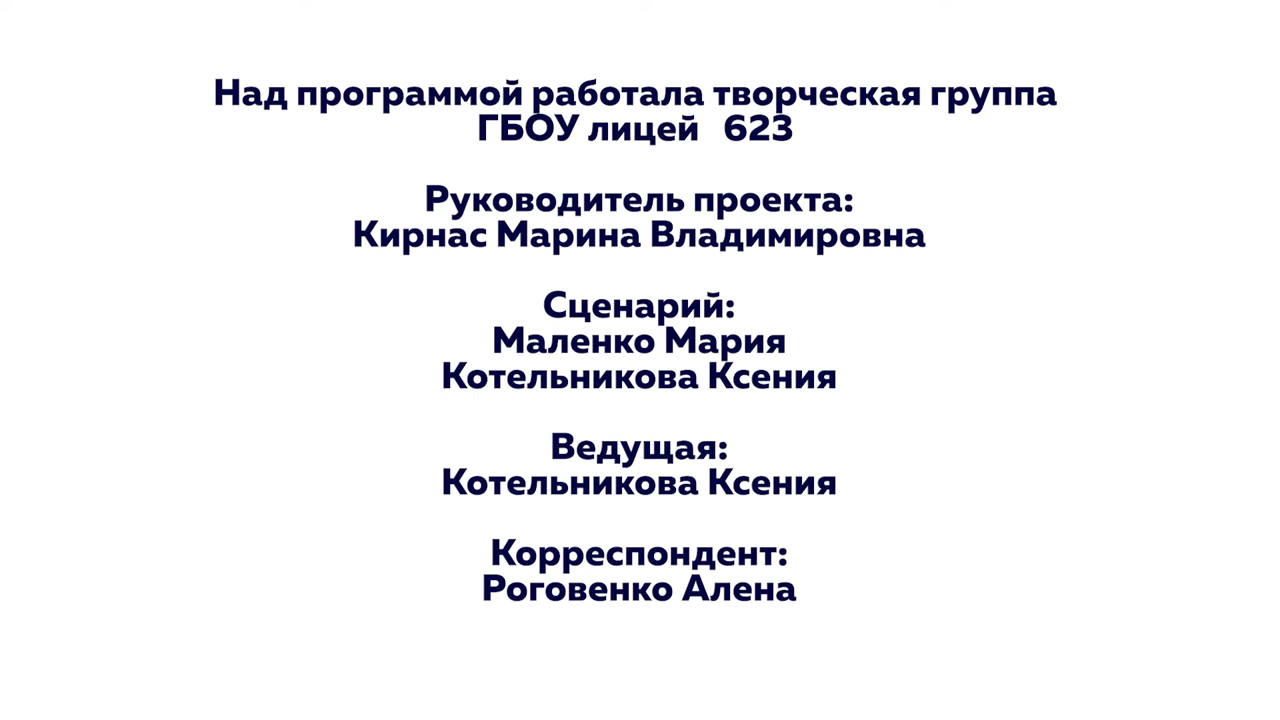 Над программой работала творческая группа
ГБОУ лицей 623
Руководитель проекта:
Кирнас Марина Владимировна
Сценарий:
Маленко Мария
Котельникова Ксения
Ведущая:
Котельникова Ксения
Корреспондент:
Роговенко Алена